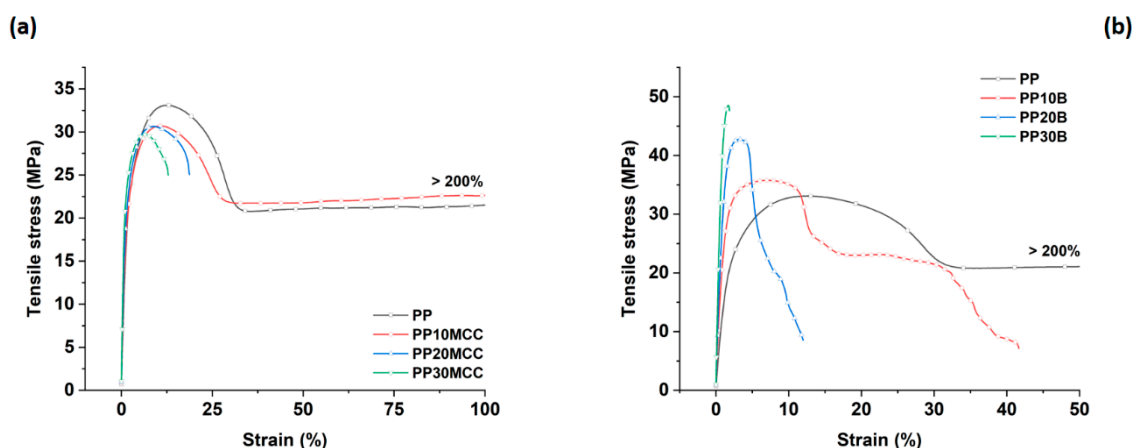 (a)
(b)
Tensile stress (MPa)
35
30
25
20
15
10
5
0
> 200%
PP
PP10MCC
PP20MCC
PP30MCC
0
25
50
75
100
Strain (%)
Tensile stress (MPa)
50
40
30
20
10
0
PP
PP10B
PP20B
PP30B
> 200%
0
10
20
30
40
50
Strain (%)